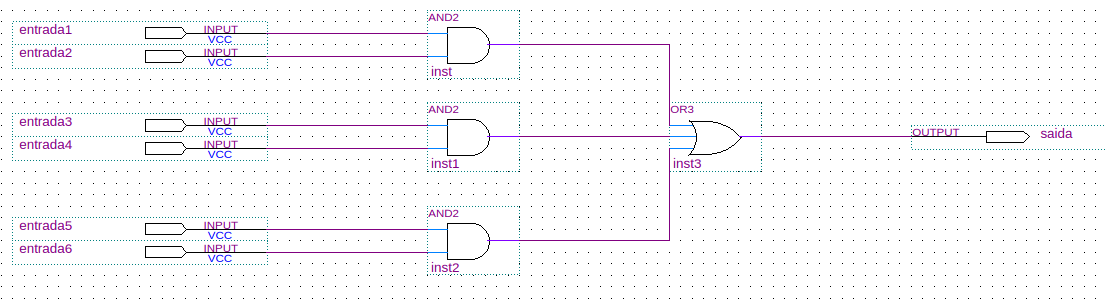 AND2
entrada1 INPUT
VCC
entrada2 INPUT
VCC
inst
AND2
OR3
entrada3 INPUT
VCC
OUTPUT saida
entrada4 INPUT
VCC
inst1
inst3
AND2
entrada5 INPUT
VCC
entrada6 INPUT
VCC
inst2